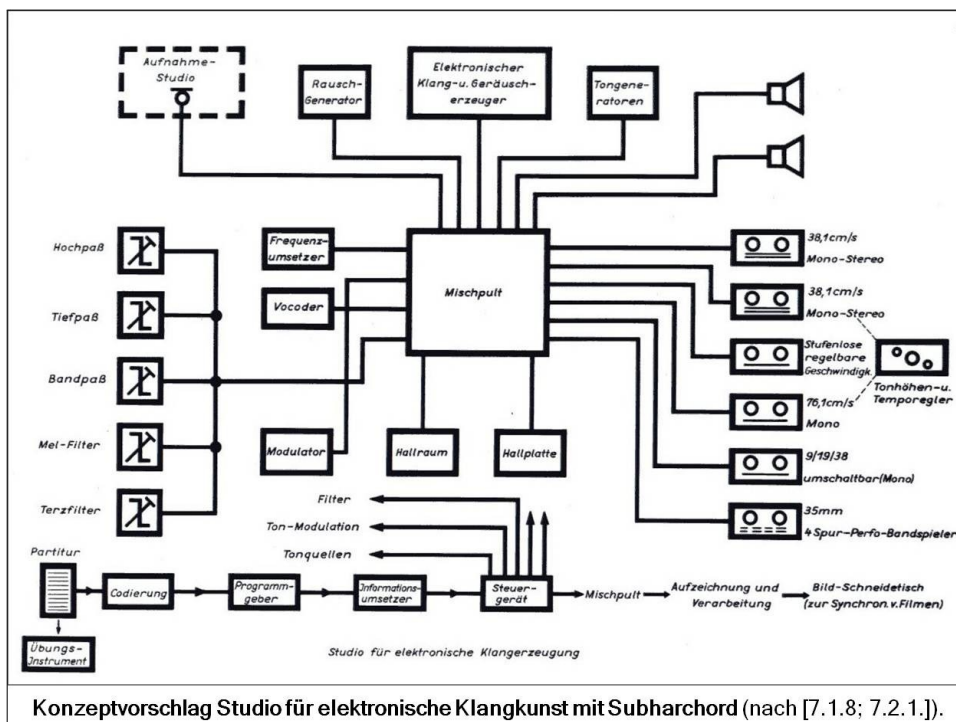 Aufnahme-
Studio
Rausch-
Generator
Elektronischer
Klang-u. Geräusch-
erzeuger
Tongene-
ratoren
Hochpaß
Tiefpaß
Bandpaß
Mel-Filter
Terzfilter
Frequenz-
umsetzer
Vocoder
Modulator
Mischpult
Hallraum
Hallplatte
38,1cm/s
Mono-Stereo
38,1cm/s
Mono-Stereo
Stufenlose
regelbare
Geschwindigk.
76,1cm/s
Mono
Tonhöhen-u.
Temporegler
9/19/38
umschaltbar(Mono)
35mm
4 Spur-Perfo-Bandspieler
Filter
Ton-Modulation
Tonquellen
Partitur
Codierung
Programm-
geber
Informations-
umsetzer
Steuer-
gerät
Mischpult
Aufzeichnung und
Verarbeitung
Bild-Schneidetisch
(zur Synchron.v.Filmen)
Übungs-
Instrument
Studio für elektronische Klangerzeugung
Konzeptvorschlag Studio für elektronische Klangkunst mit Subharchord (nach [7.1.8; 7.2.1.]).